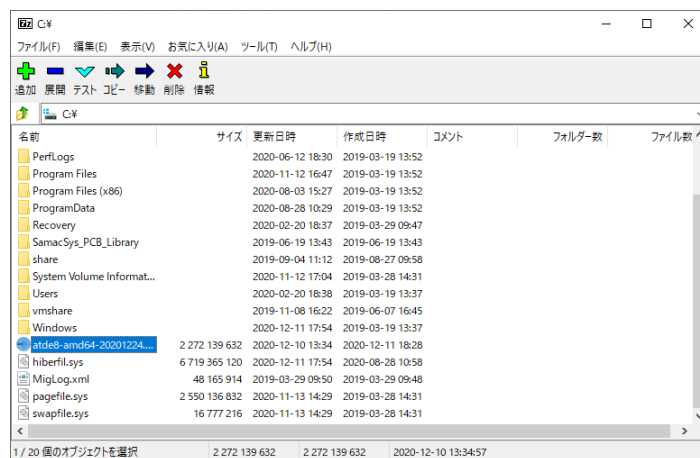 7z C:¥
ファイル(F) 編集(E) 表示(V) お気に入り(A) ツール(T) ヘルプ(H)
追加 展開 テスト コピー 移動 削除 情報
C:¥
名前 サイズ 更新日時 作成日時 コメント フォルダー数 ファイル数
PerfLogs 2020-06-12 18:30 2019-03-19 13:52
Program Files 2020-11-12 16:47 2019-03-19 13:52
Program Files (x86) 2020-08-03 15:27 2019-03-19 13:52
ProgramData 2020-08-28 10:29 2019-03-19 13:52
Recovery 2020-02-20 18:37 2019-03-29 09:47
SamacSys_PCB_Library 2019-06-19 13:43 2019-06-19 13:43
share 2019-09-04 11:12 2019-08-27 09:58
System Volume Informat... 2020-11-12 17:04 2019-03-28 14:31
Users 2020-02-20 18:38 2019-03-19 13:37
vmshare 2019-11-08 16:22 2019-06-07 16:45
Windows 2020-12-11 17:54 2019-03-19 13:37
atde8-amd64-20201224.... 2 272 139 632 2020-12-10 13:34 2020-12-11 18:28
hiberfil.sys 6 719 365 120 2020-12-11 17:54 2020-08-28 10:58
MigLog.xml 48 165 914 2019-03-29 09:50 2019-03-29 09:48
pagefile.sys 2 550 136 832 2020-11-13 14:29 2019-03-28 14:31
swapfile.sys 16 777 216 2020-11-13 14:29 2019-03-28 14:31
1 / 20 個のオブジェクトを選択 2 272 139 632 2 272 139 632 2020-12-10 13:34:57